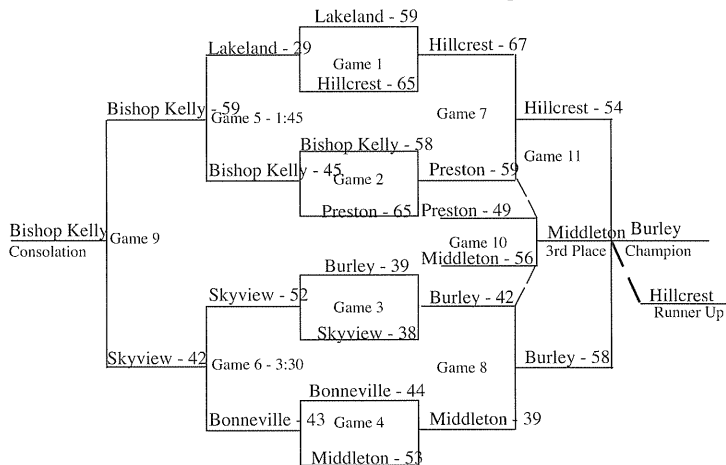 Lakeland - 59
Lakeland - 29
Hillcrest - 67
Game 1
Hillcrest - 65
Bishop Kelly - 59
Game 5 - 1:45
Game 7
Hillcrest - 54
Bishop Kelly - 58
Game 11
Bishop Kelly - 45
Game 2
Preston - 59
Preston - 65
Preston - 49
Bishop Kelly
Game 9
Game 10
Middleton
Burley
Consolation
3rd Place
Champion
Middleton - 56
Burley - 39
Skyview - 52
Game 3
Burley - 42
Hillcrest
Runner Up
Skyview - 38
Skyview - 42
Game 6 - 3:30
Game 8
Burley - 58
Bonneville - 44
Bonneville - 43
Game 4
Middleton - 39
Middleton - 53